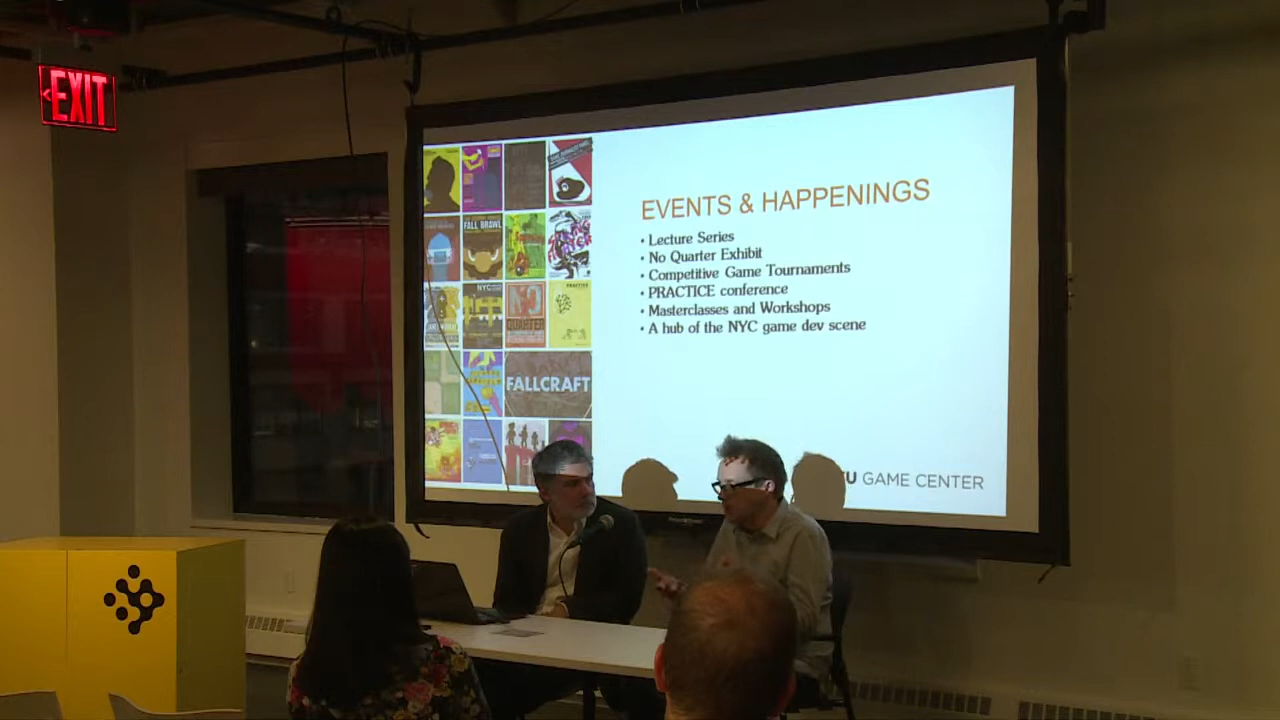 EXIT
EVENTS & HAPPENINGS
• Lecture Series
• No Quarter Exhibit
• Competitive Game Tournaments
• PRACTICE conference
• Masterclasses and Workshops
• A hub of the NYC game dev scene
U GAME CENTER
FALL BRAWL
PRACTICE
NYC
NO
QUARTER
FALLCRAFT